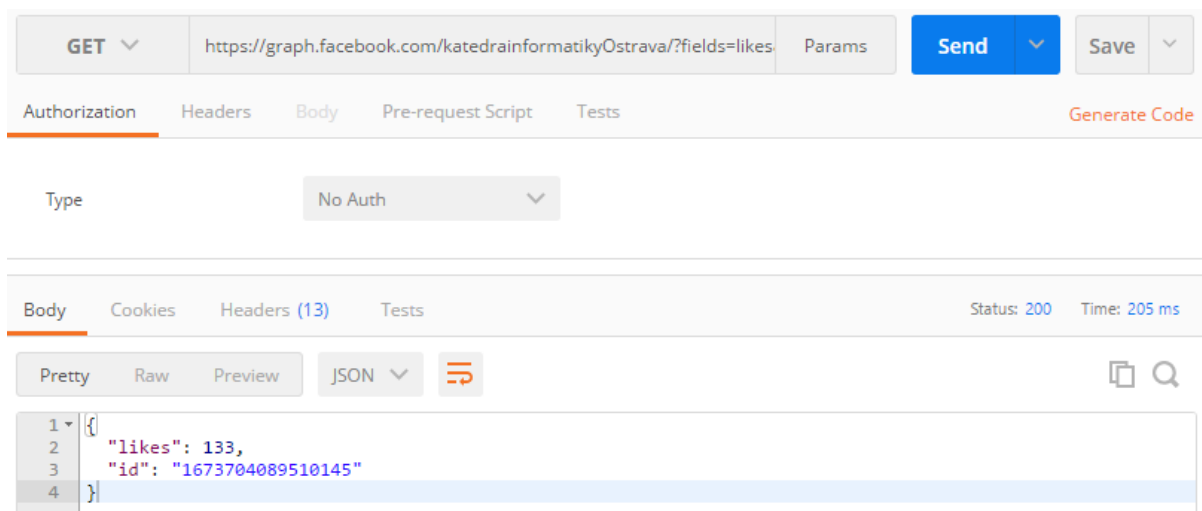 GET https://graph.facebook.com/katedrainformatikyOstrava/?fields=likes Params Send Save
Authorization Headers Body Pre-request Script Tests Generate Code
Type No Auth
Body Cookies Headers (13) Tests Status: 200 Time: 205 ms
Pretty Raw Preview JSON
1 {
2 "likes": 133,
3 "id": "1673704089510145"
4 }